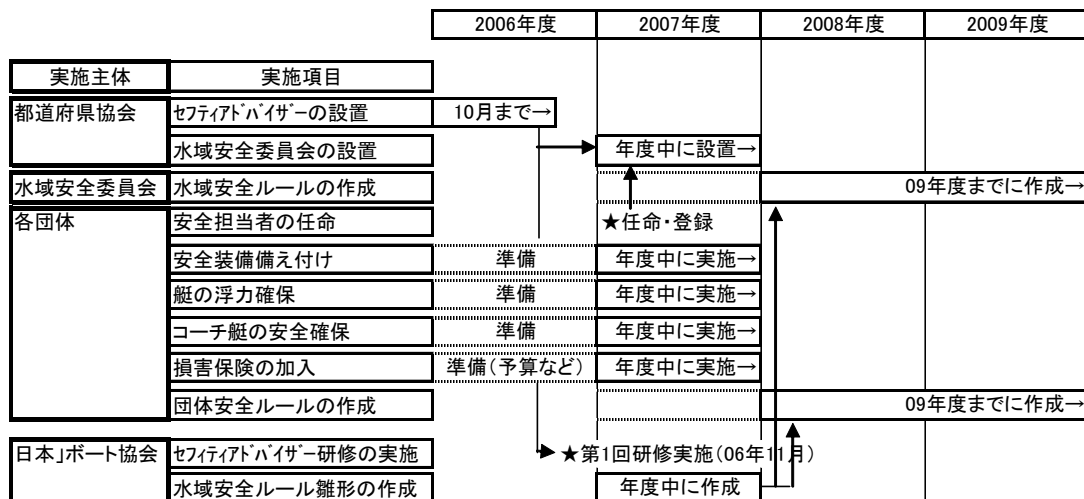 2006年度 2007年度 2008年度 2009年度
実施主体 実施項目
都道府県協会 セフティアドバイザーの設置 10月まで→
水域安全委員会の設置 年度中に設置→
水域安全委員会 水域安全ルールの作成 09年度までに作成→
各団体 安全担当者の任命 ★任命・登録
安全装備備え付け 準備 年度中に実施→
艇の浮力確保 準備 年度中に実施→
コーチ艇の安全確保 準備 年度中に実施→
損害保険の加入 準備(予算など) 年度中に実施→
団体安全ルールの作成 09年度までに作成→
日本」ボート協会 セフィティアドバイザー研修の実施 ★第1回研修実施(06年11月)
水域安全ルール雛形の作成 年度中に作成